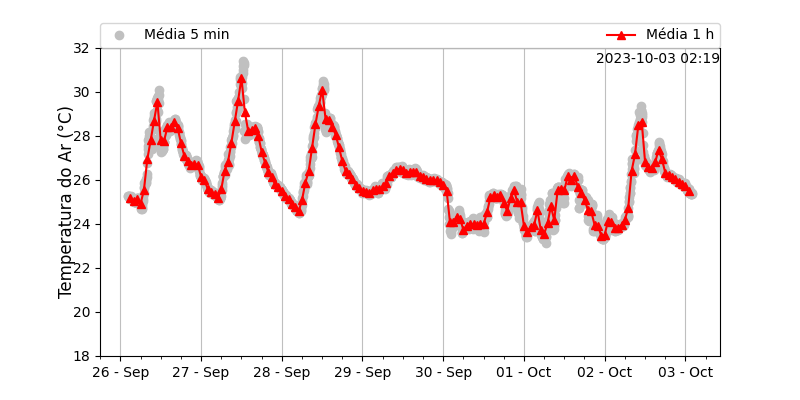 Média 5 min
Média 1 h
2023-10-03 02:19
Temperatura do Ar (°C)
32
30
28
26
24
22
20
18
26 - Sep
27 - Sep
28 - Sep
29 - Sep
30 - Sep
01 - Oct
02 - Oct
03 - Oct